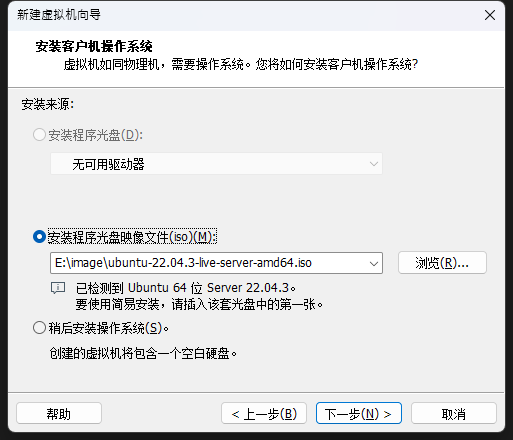 新建虚拟机向导
安装客户机操作系统
虚拟机如同物理机，需要操作系统。您将如何安装客户机操作系统?
安装来源:
安装程序光盘(D):
无可用驱动器
安装程序光盘映像文件(iso)(M):
E:\image\ubuntu-22.04.3-live-server-amd64.iso
浏览(R)...
已检测到 Ubuntu 64 位 Server 22.04.3。
要使用简易安装，请插入该套光盘中的第一张。
稍后安装操作系统(S)。
创建的虚拟机将包含一个空白硬盘。
帮助
< 上一步(B)
下一步(N) >
取消